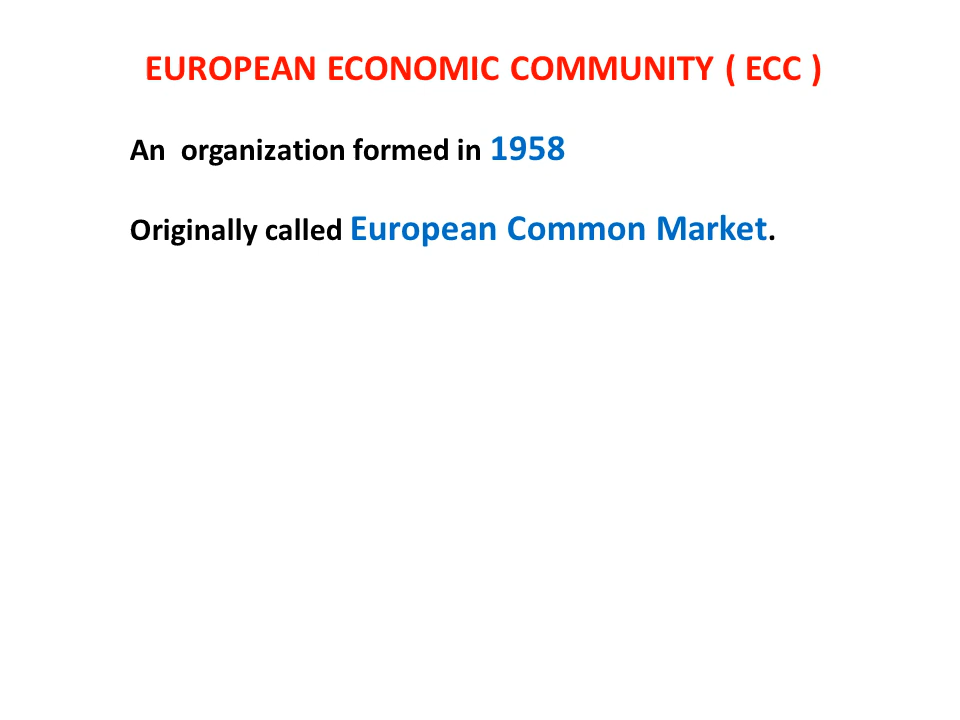 EUROPEAN ECONOMIC COMMUNITY ( ECC )
An  organization formed in 1958
Originally called European Common Market.